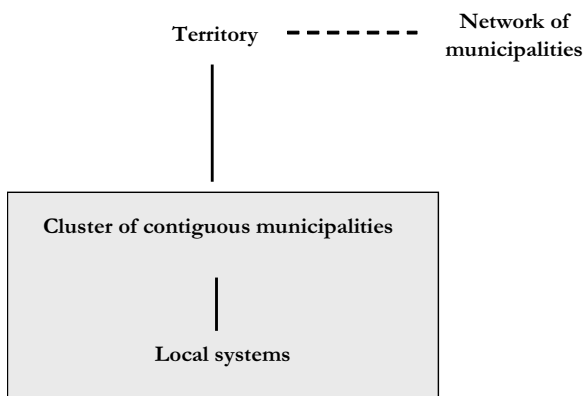 Territory
Network of
municipalities
Cluster of contiguous municipalities
Local systems